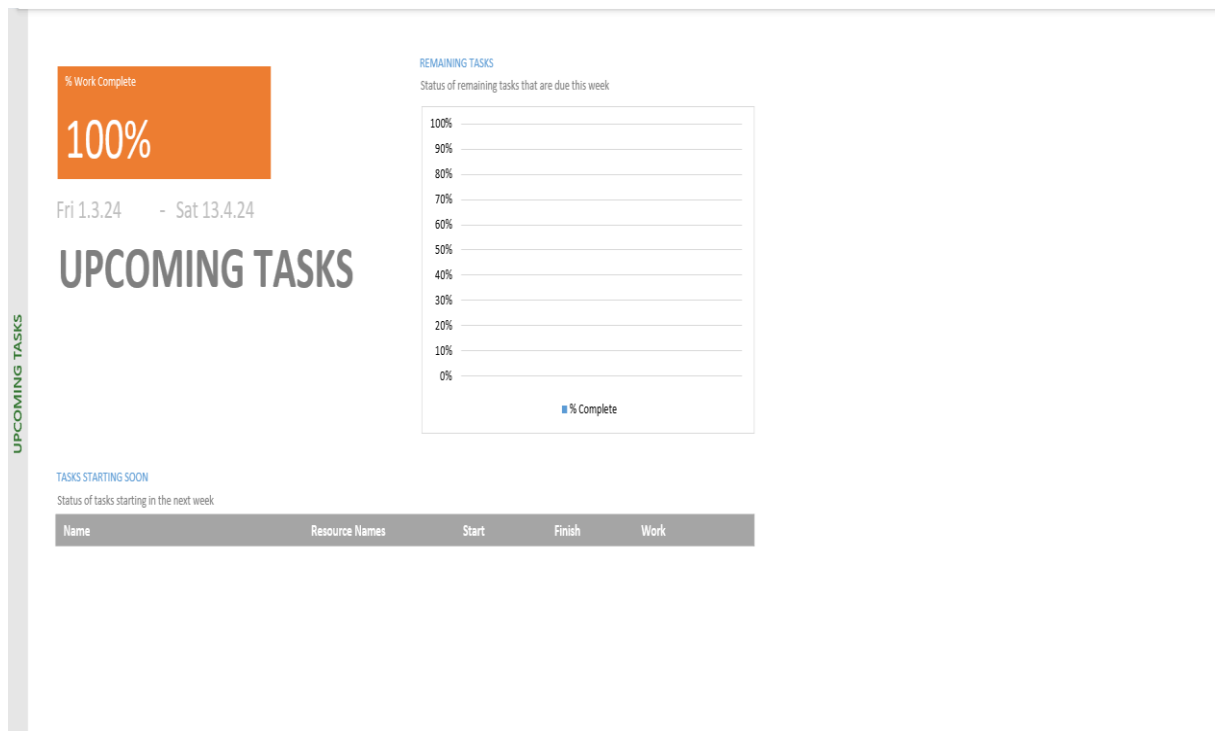 UPCOMING TASKS
% Work Complete
100%
Fri 1.3.24 - Sat 13.4.24
UPCOMING TASKS
REMAINING TASKS
Status of remaining tasks that are due this week
100%
90%
80%
70%
60%
50%
40%
30%
20%
10%
0%
% Complete
TASKS STARTING SOON
Status of tasks starting in the next week
Name Resource Names Start Finish Work